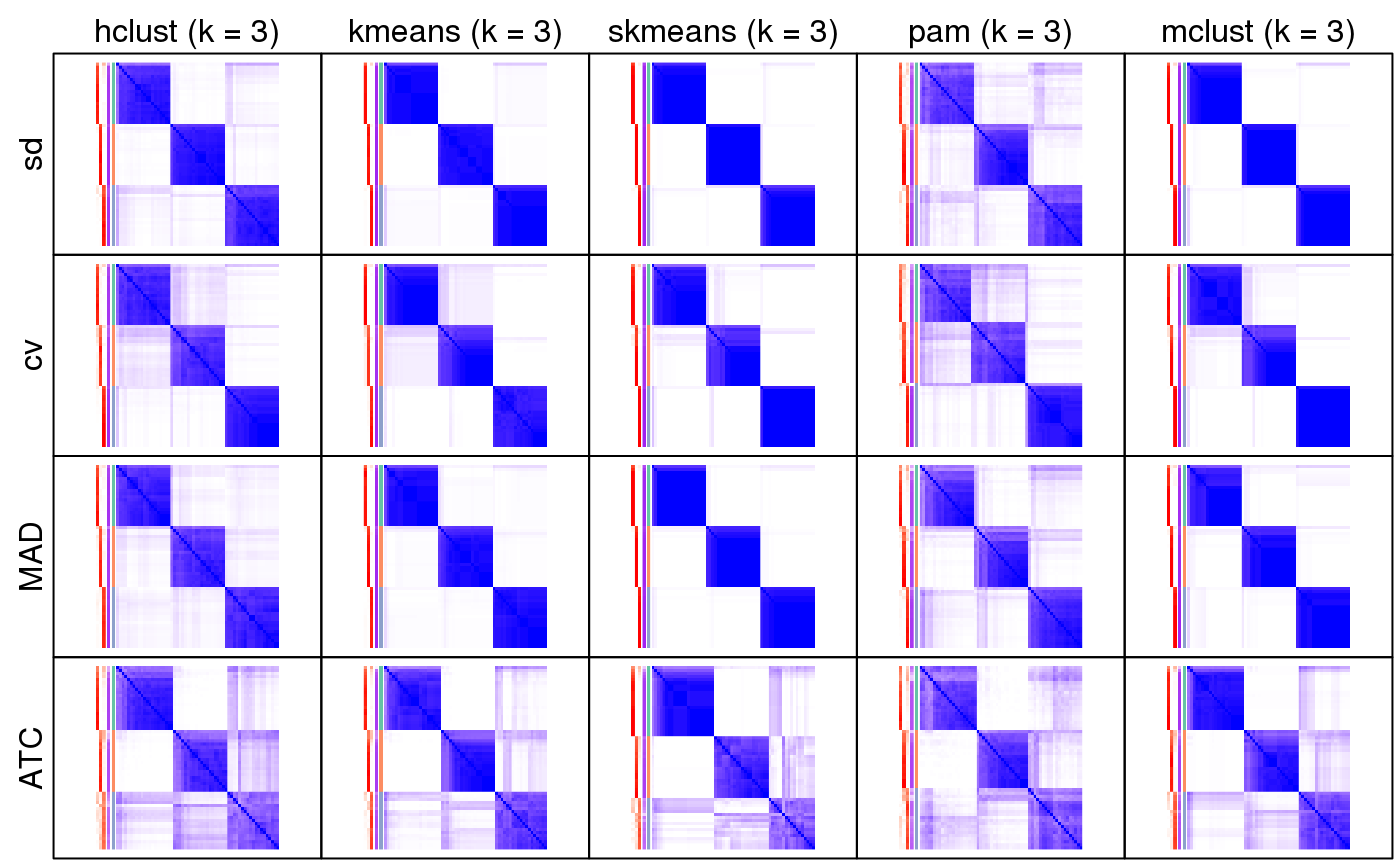 hclust (k = 3) kmeans (k = 3) skmeans (k = 3) pam (k = 3) mclust (k = 3)
sd
cv
MAD
ATC